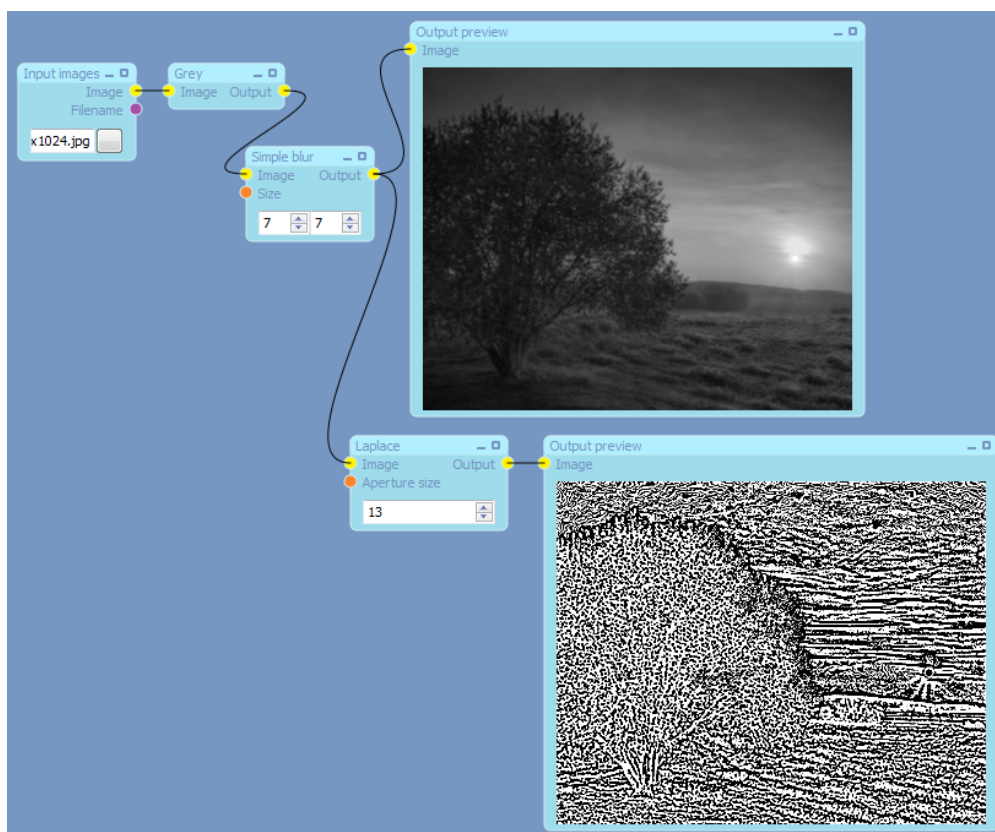 Input images
Image
Filename
x1024.jpg
Grey
Image Output
Simple blur
Image Output
Size
7 7
Output preview
Image
Laplace
Image Output
Aperture size
13
Output preview
Image